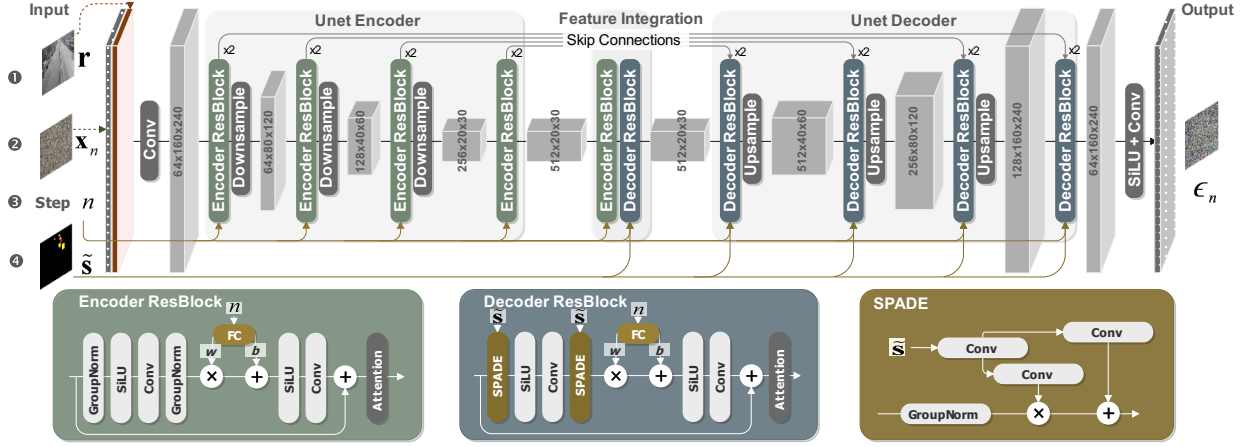 Input
Unet Encoder
Feature Integration
Unet Decoder
Output
Skip Connections
r
x2
x2
x2
x2
x2
x2
x2
x2
1
2
3
4
x_n
Step
n
s̃
Conv
64x160x240
Encoder ResBlock
Downsample
64x80x120
Encoder ResBlock
Downsample
128x40x60
Encoder ResBlock
Downsample
256x20x30
Encoder ResBlock
512x20x30
Encoder ResBlock
Decoder ResBlock
512x20x30
Decoder ResBlock
Upsample
512x40x60
Decoder ResBlock
Upsample
256x80x120
Decoder ResBlock
Upsample
128x160x240
Decoder ResBlock
64x160x240
SiLU + Conv
ϵ_n
Encoder ResBlock
n
FC
w
b
GroupNorm
SiLU
Conv
GroupNorm
×
+
SiLU
Conv
+
Attention
Decoder ResBlock
s̃
s̃
n
FC
w
b
SPADE
SiLU
Conv
SPADE
×
+
SiLU
Conv
+
Attention
SPADE
s̃
Conv
Conv
Conv
GroupNorm
×
+